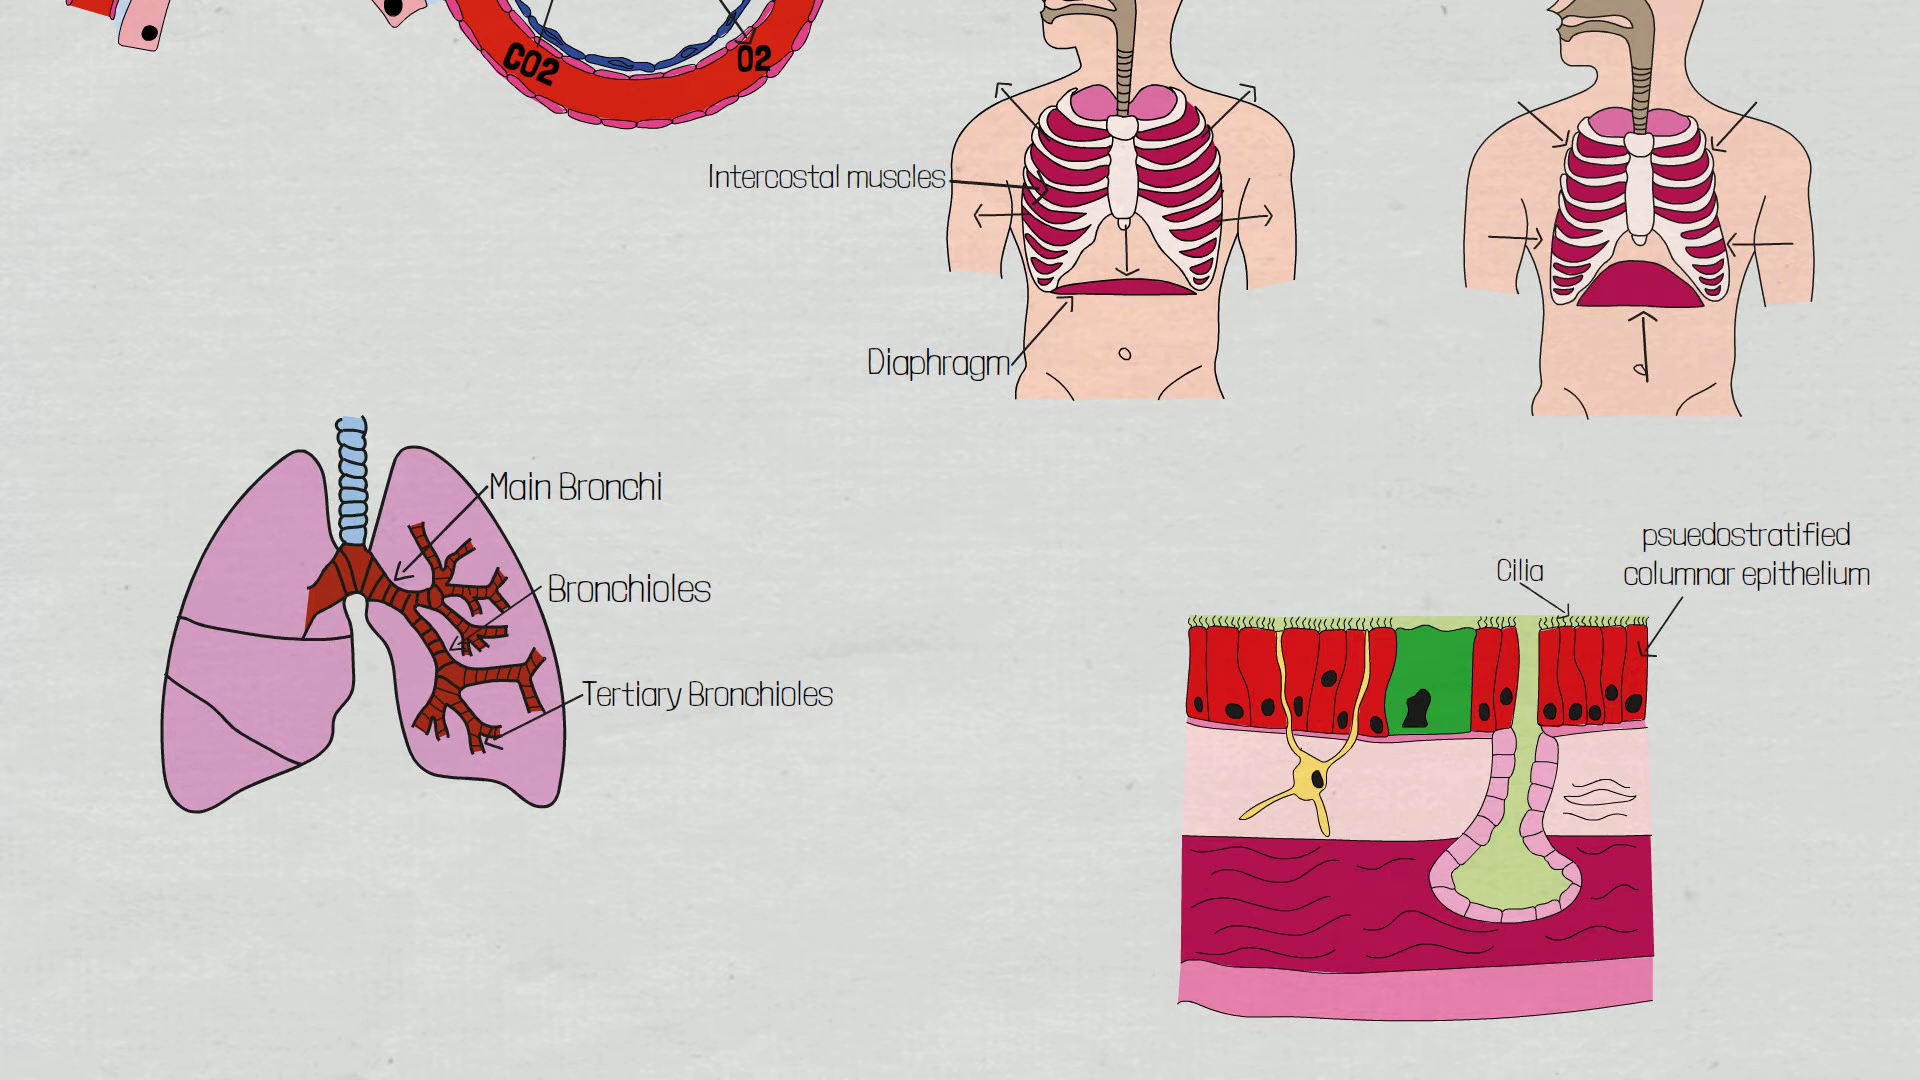 CO2
O2
Intercostal muscles
Diaphragm
Main Bronchi
Bronchioles
Tertiary Bronchioles
Cilia
psuedostratified
columnar epithelium